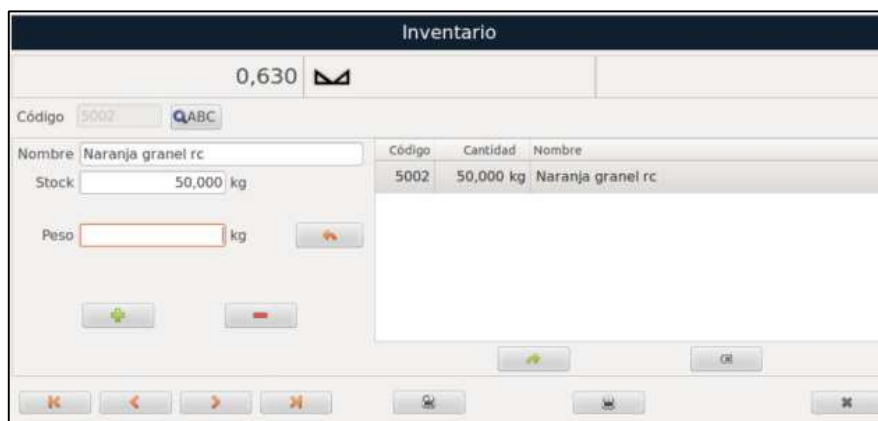 Inventario
0,630
Código 5002 ABC
Nombre Naranja granel rc
Stock 50,000 kg
Peso kg
Código Cantidad Nombre
5002 50,000 kg Naranja granel rc